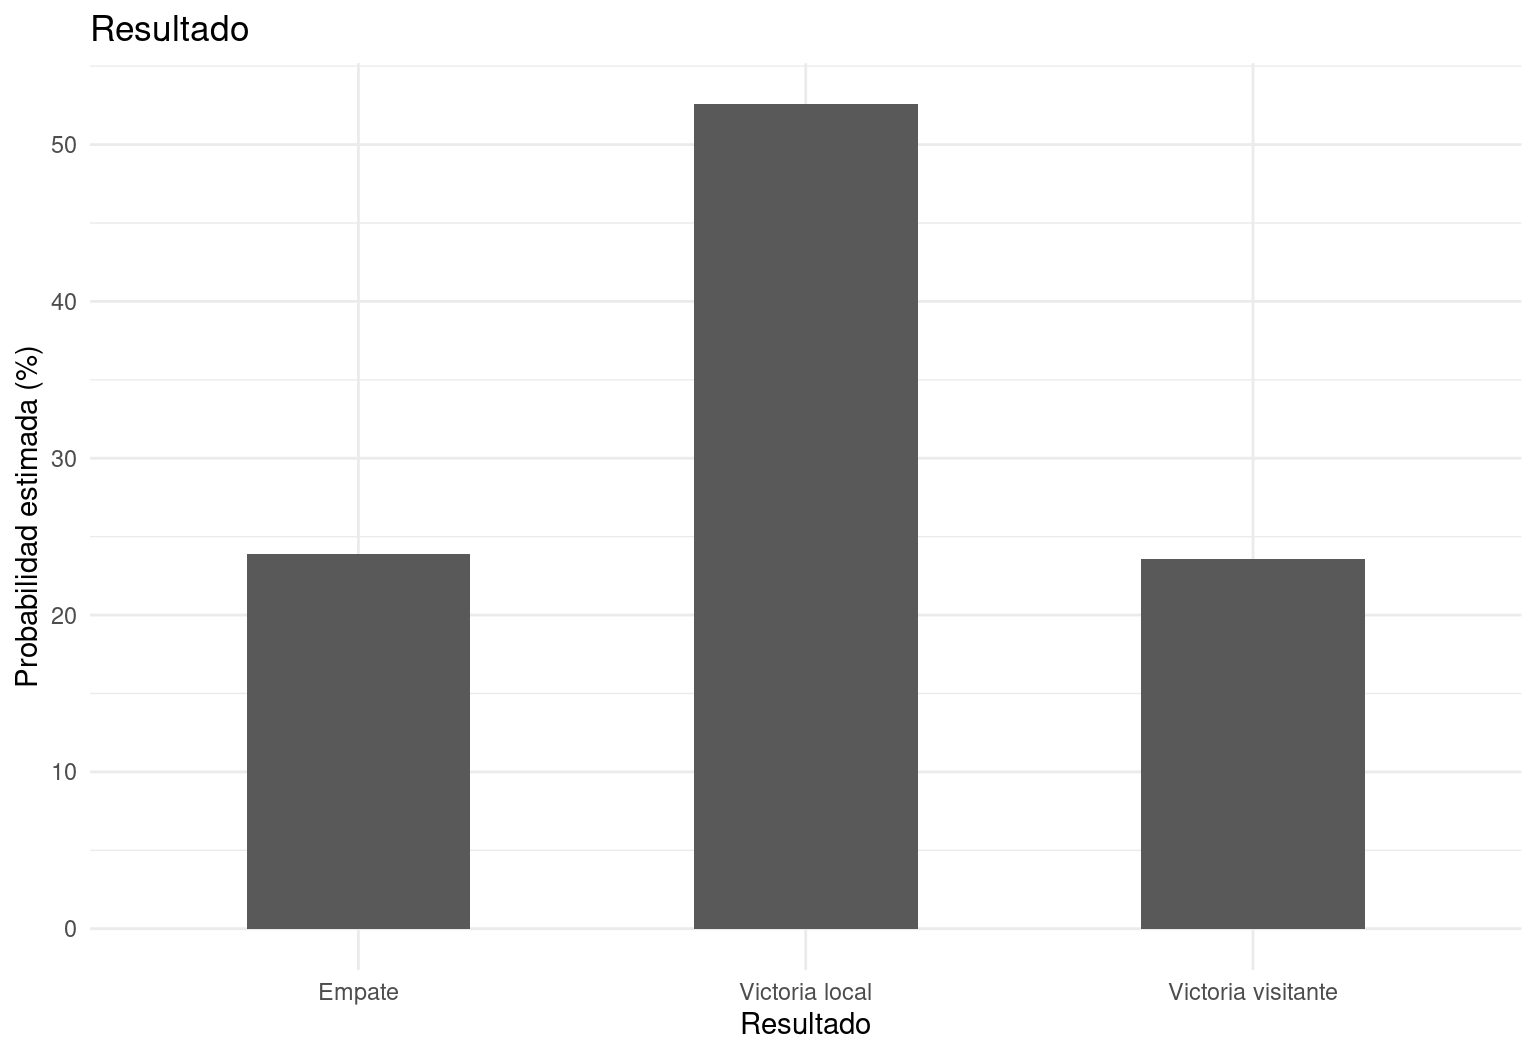 Resultado
Probabilidad estimada (%)
50
40
30
20
10
0
Empate
Victoria local
Victoria visitante
Resultado